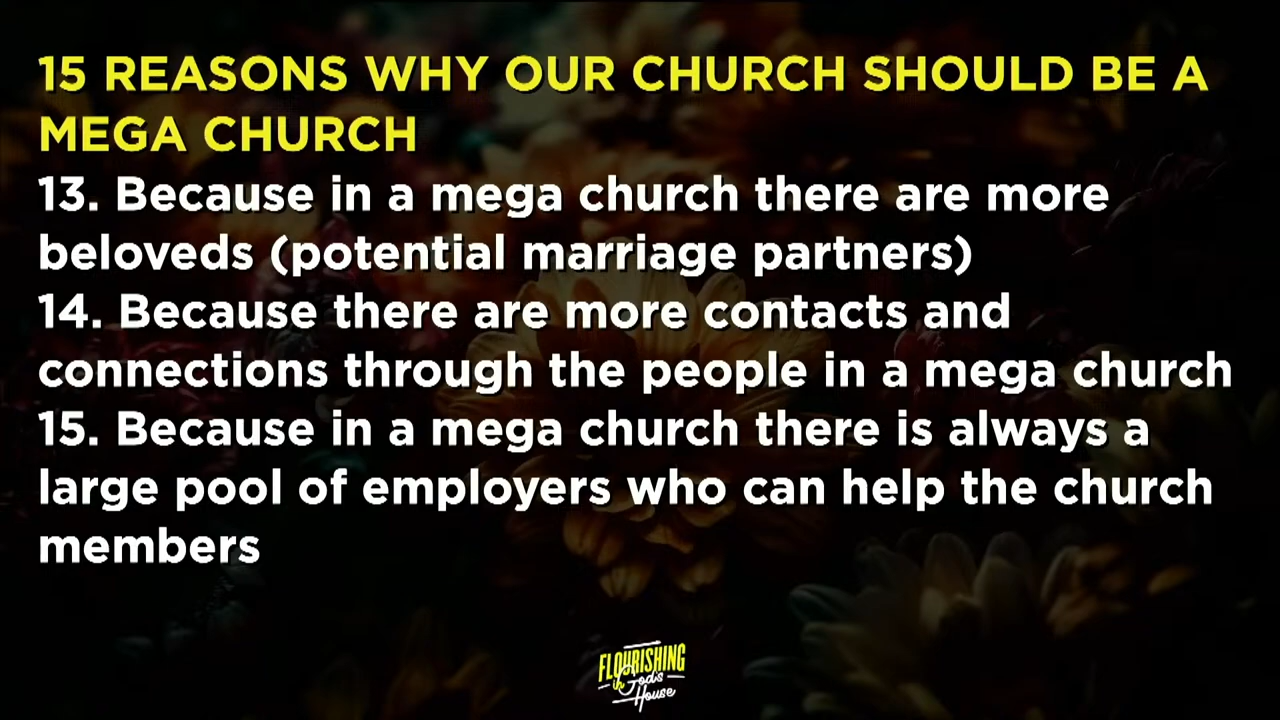 15 REASONS WHY OUR CHURCH SHOULD BE A
MEGA CHURCH
13. Because in a mega church there are more
beloveds (potential marriage partners)
14. Because there are more contacts and
connections through the people in a mega church
15. Because in a mega church there is always a
large pool of employers who can help the church
members
FLOURISHING
in God's
House